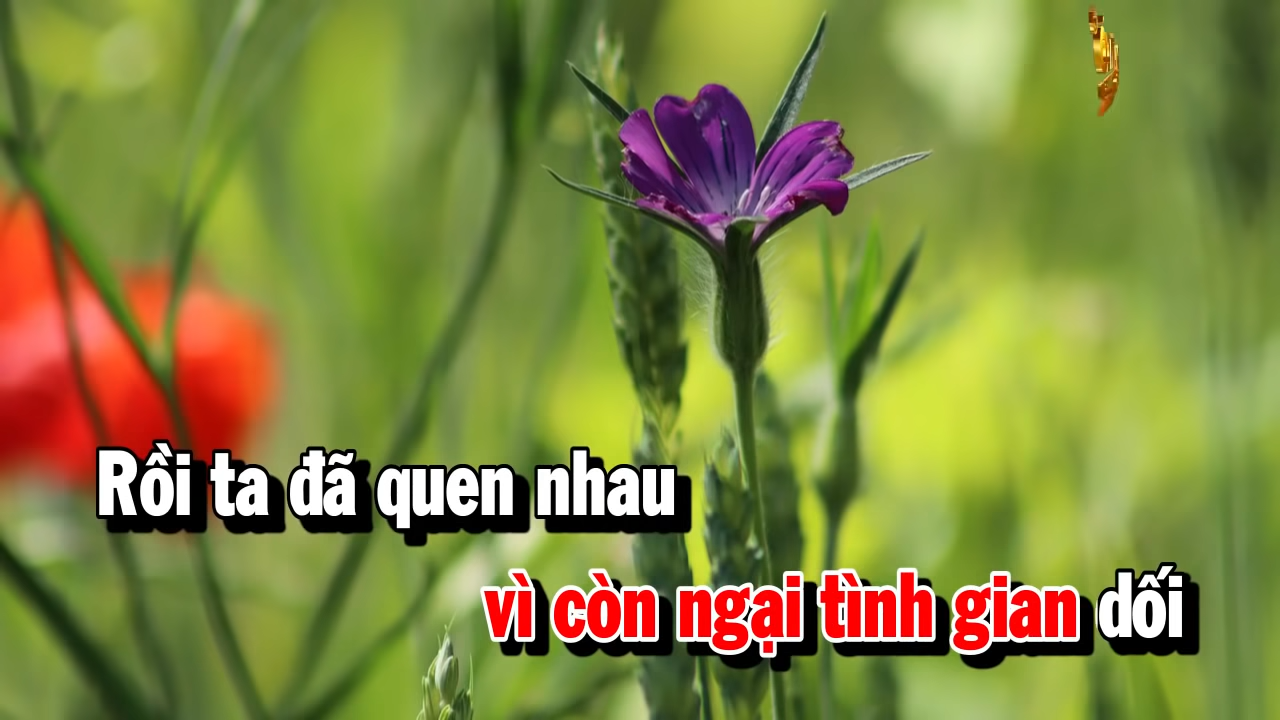 Rồi ta đã quen nhau
vì còn ngại tình gian dối